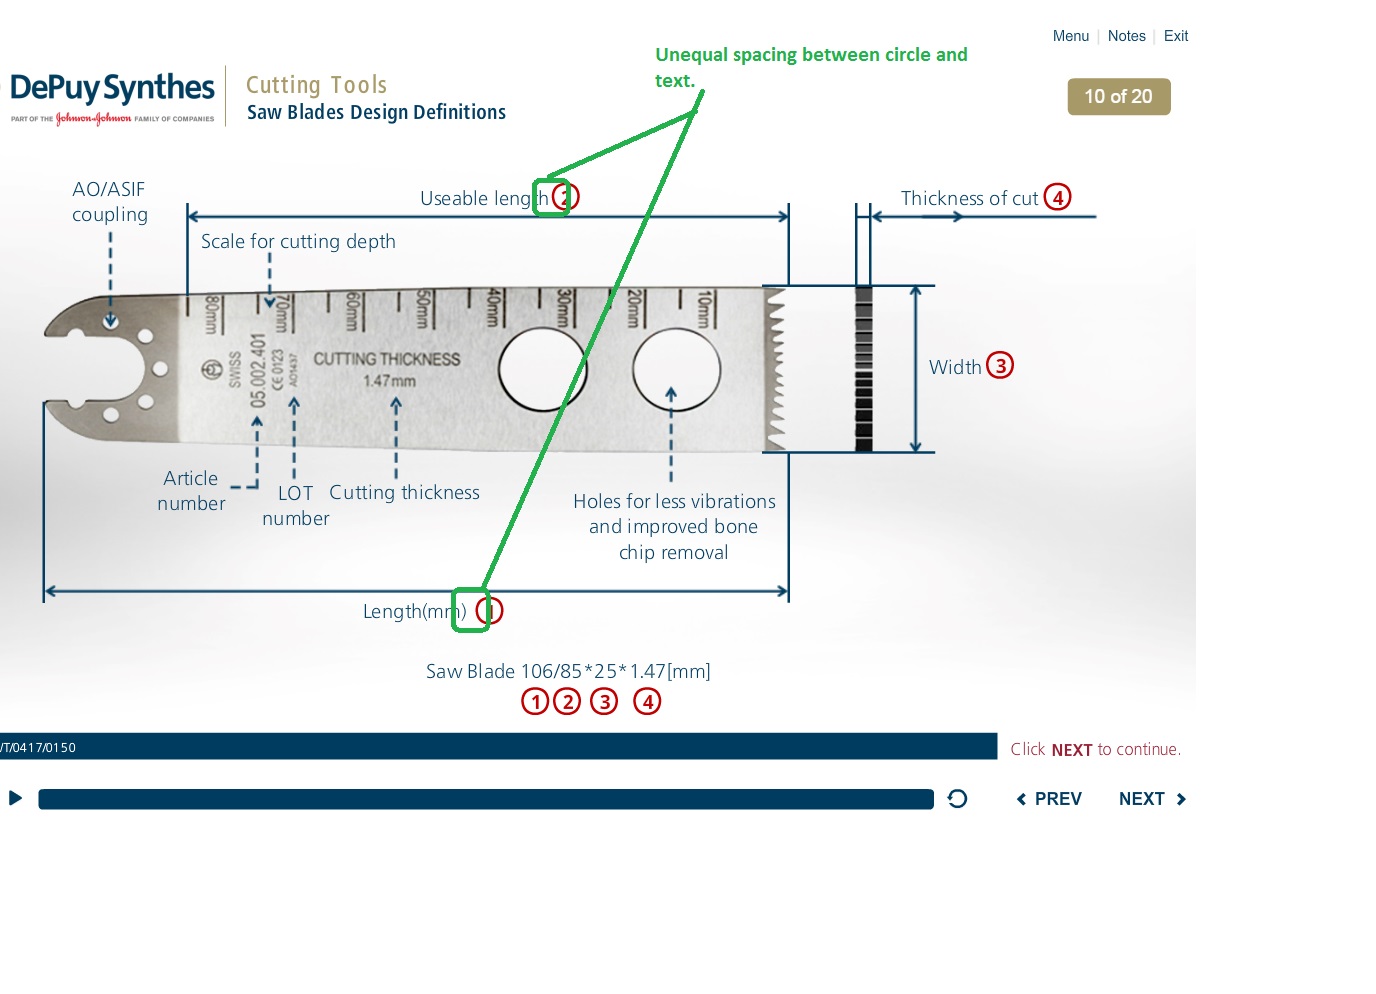 Menu | Notes | Exit
Unequal spacing between circle and
text.
DePuy Synthes
PART OF THE Johnson & Johnson FAMILY OF COMPANIES
Cutting Tools
Saw Blades Design Definitions
10 of 20
AO/ASIF
coupling
Useable length 2
Thickness of cut 4
Scale for cutting depth
80mm
70mm
60mm
50mm
40mm
30mm
20mm
10mm
SWISS
05.002.401
CE 0123
CUTTING THICKNESS
1.47mm
Width 3
Article
number
LOT
number
Cutting thickness
Holes for less vibrations
and improved bone
chip removal
Length(mm) 1
Saw Blade 106/85*25*1.47[mm]
1 2 3 4
/T/0417/0150
Click NEXT to continue.
PREV
NEXT